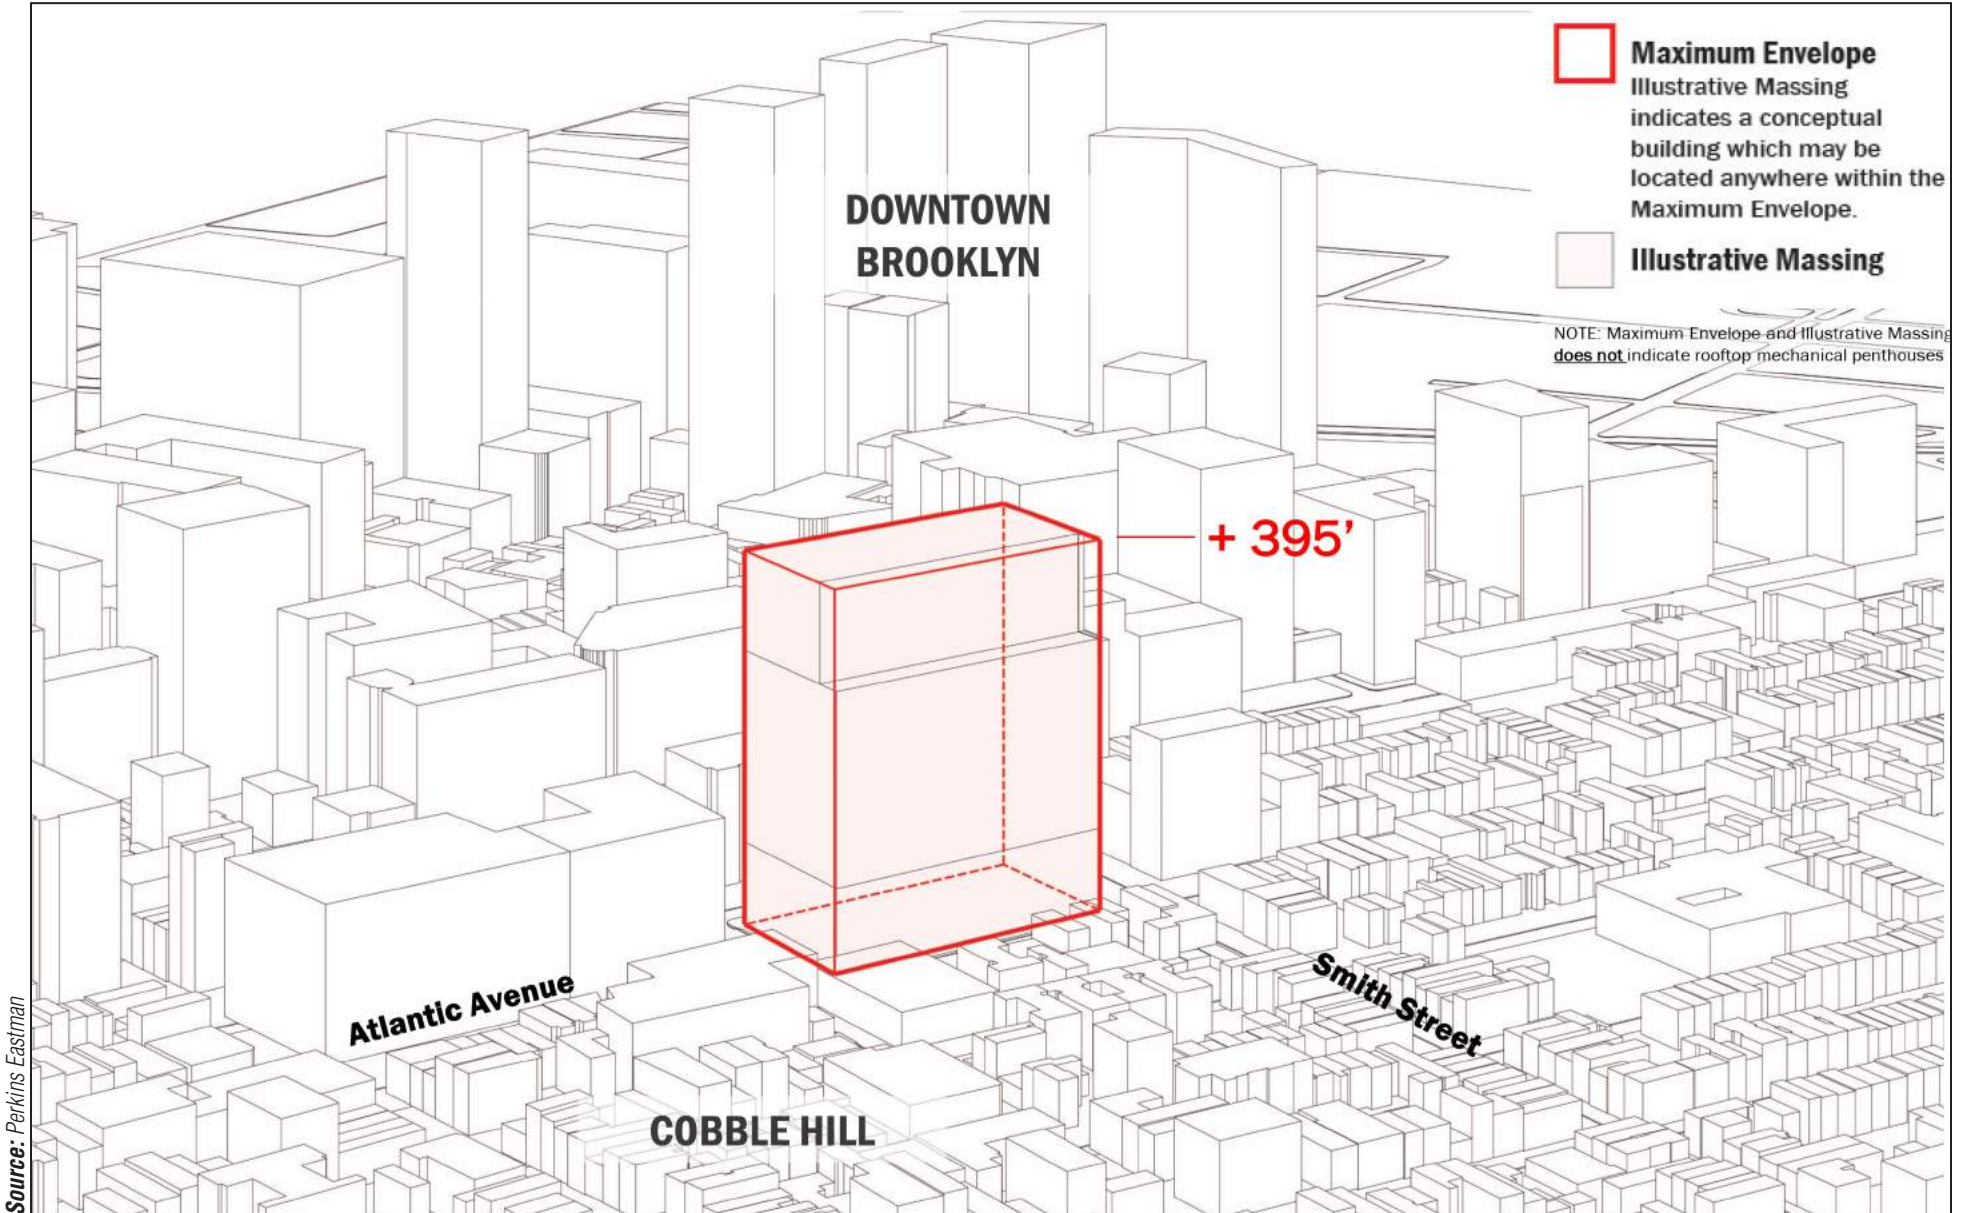 Maximum Envelope
Illustrative Massing
indicates a conceptual
building which may be
located anywhere within the
Maximum Envelope.
Illustrative Massing
NOTE: Maximum Envelope and Illustrative Massing
does not indicate rooftop mechanical penthouses
DOWNTOWN
BROOKLYN
+ 395’
Atlantic Avenue
Smith Street
COBBLE HILL
Source: Perkins Eastman